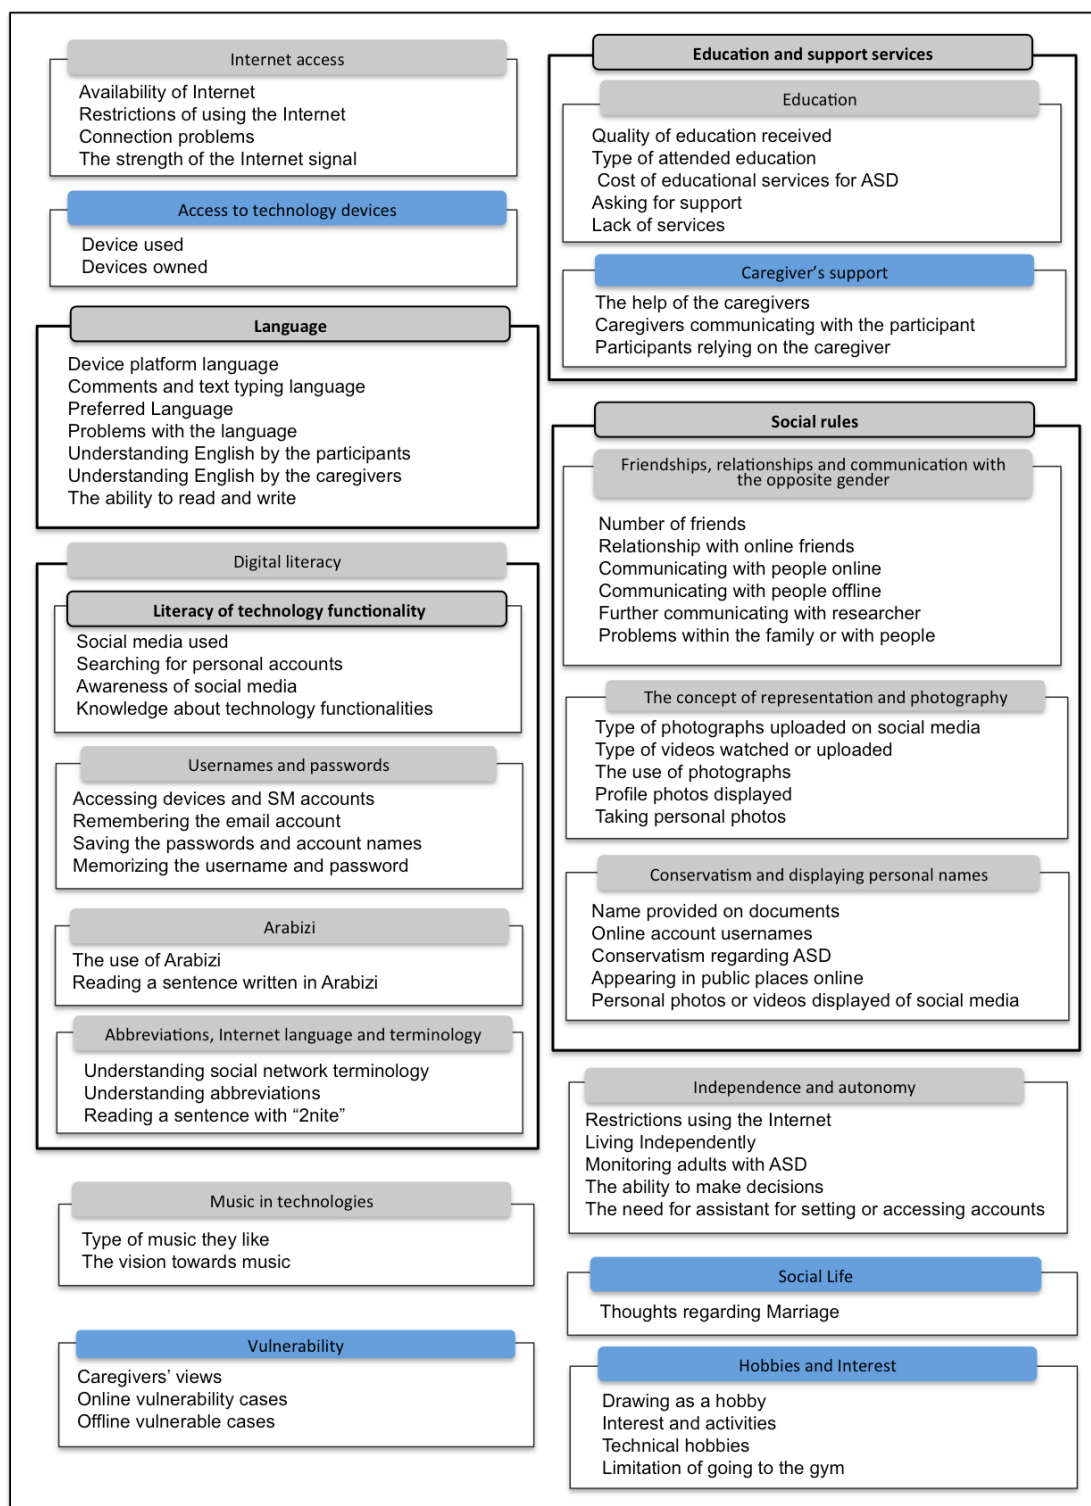 Internet access
Availability of Internet
Restrictions of using the Internet
Connection problems
The strength of the Internet signal
Access to technology devices
Device used
Devices owned
Language
Device platform language
Comments and text typing language
Preferred Language
Problems with the language
Understanding English by the participants
Understanding English by the caregivers
The ability to read and write
Digital literacy
Literacy of technology functionality
Social media used
Searching for personal accounts
Awareness of social media
Knowledge about technology functionalities
Usernames and passwords
Accessing devices and SM accounts
Remembering the email account
Saving the passwords and account names
Memorizing the username and password
Arabizi
The use of Arabizi
Reading a sentence written in Arabizi
Abbreviations, Internet language and terminology
Understanding social network terminology
Understanding abbreviations
Reading a sentence with “2nite”
Music in technologies
Type of music they like
The vision towards music
Vulnerability
Caregivers’ views
Online vulnerability cases
Offline vulnerable cases
Education and support services
Education
Quality of education received
Type of attended education
Cost of educational services for ASD
Asking for support
Lack of services
Caregiver’s support
The help of the caregivers
Caregivers communicating with the participant
Participants relying on the caregiver
Social rules
Friendships, relationships and communication with
the opposite gender
Number of friends
Relationship with online friends
Communicating with people online
Communicating with people offline
Further communicating with researcher
Problems within the family or with people
The concept of representation and photography
Type of photographs uploaded on social media
Type of videos watched or uploaded
The use of photographs
Profile photos displayed
Taking personal photos
Conservatism and displaying personal names
Name provided on documents
Online account usernames
Conservatism regarding ASD
Appearing in public places online
Personal photos or videos displayed of social media
Independence and autonomy
Restrictions using the Internet
Living Independently
Monitoring adults with ASD
The ability to make decisions
The need for assistant for setting or accessing accounts
Social Life
Thoughts regarding Marriage
Hobbies and Interest
Drawing as a hobby
Interest and activities
Technical hobbies
Limitation of going to the gym